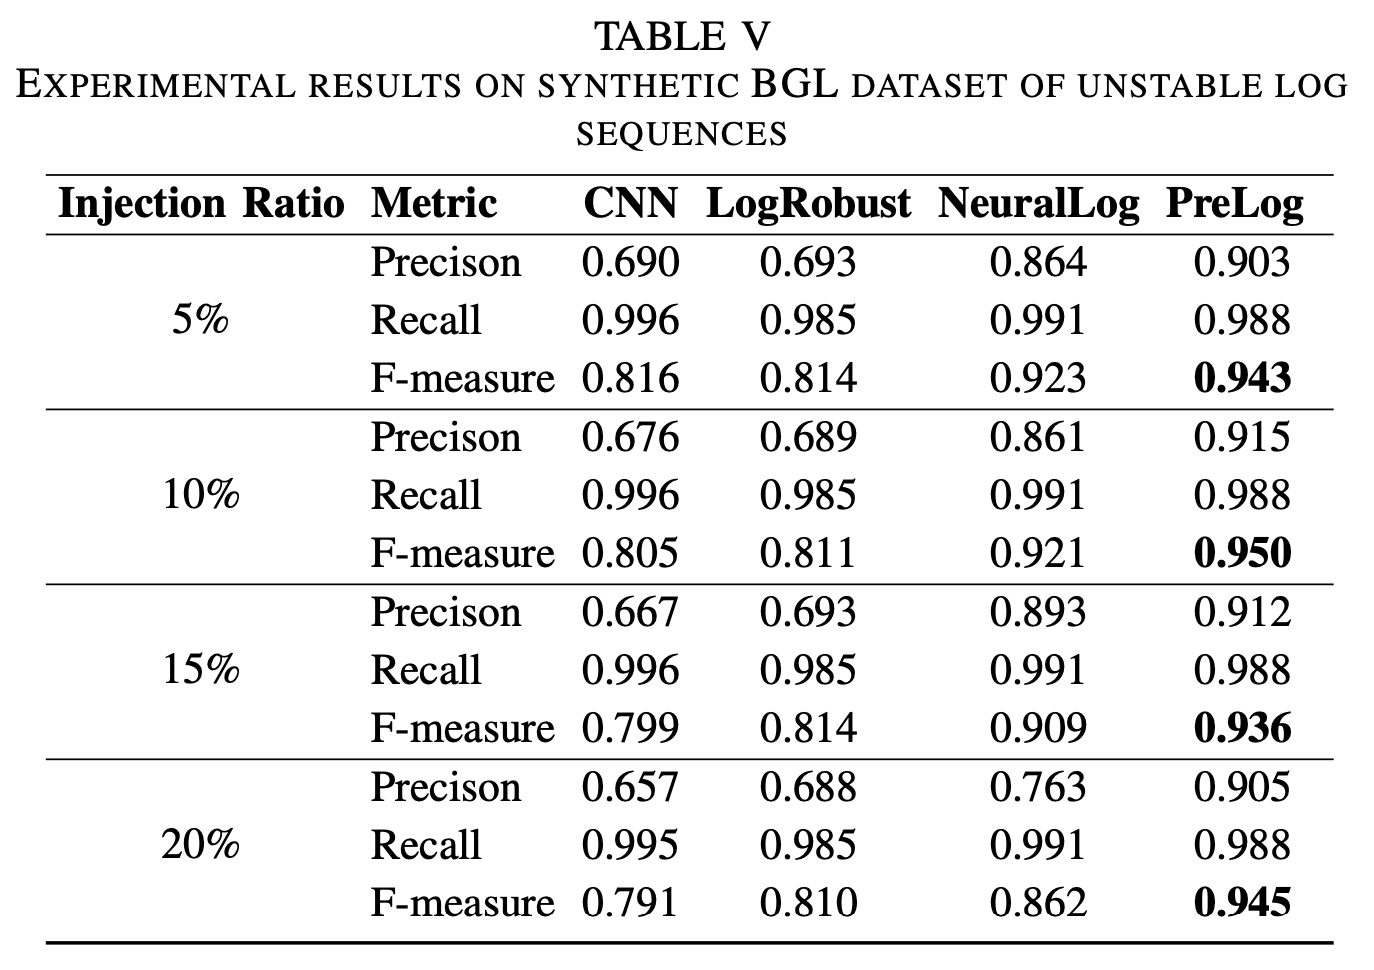 TABLE V
EXPERIMENTAL RESULTS ON SYNTHETIC BGL DATASET OF UNSTABLE LOG
SEQUENCES
Injection Ratio Metric CNN LogRobust NeuralLog PreLog
Precison 0.690 0.693 0.864 0.903
5% Recall 0.996 0.985 0.991 0.988
F-measure 0.816 0.814 0.923 0.943
Precison 0.676 0.689 0.861 0.915
10% Recall 0.996 0.985 0.991 0.988
F-measure 0.805 0.811 0.921 0.950
Precison 0.667 0.693 0.893 0.912
15% Recall 0.996 0.985 0.991 0.988
F-measure 0.799 0.814 0.909 0.936
Precison 0.657 0.688 0.763 0.905
20% Recall 0.995 0.985 0.991 0.988
F-measure 0.791 0.810 0.862 0.945